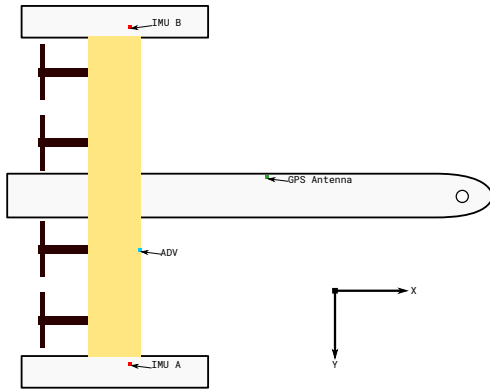 IMU B
GPS Antenna
ADV
X
Y
IMU A